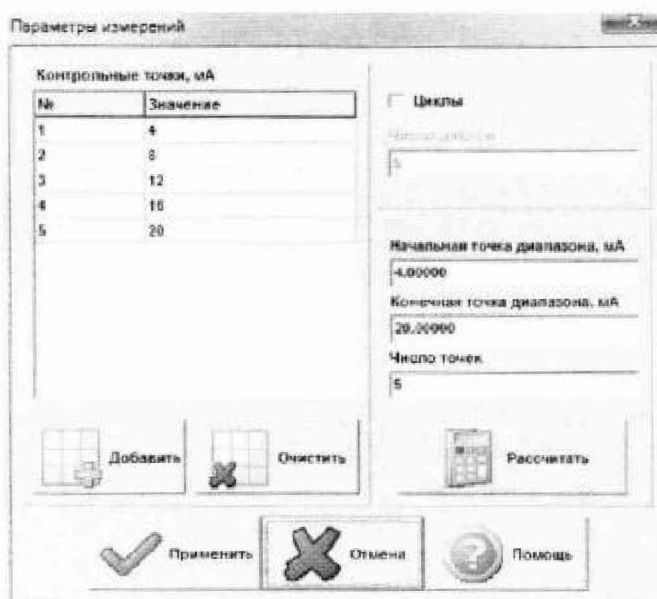 Параметры измерений
Контрольные точки, мА
№ Значение
1 4
2 8
3 12
4 16
5 20
Добавить
Очистить
Циклы
5
Начальная точка диапазона, мА
4.00000
Конечная точка диапазона, мА
20.00000
Число точек
5
Рассчитать
Применить
Отмена
Помощь